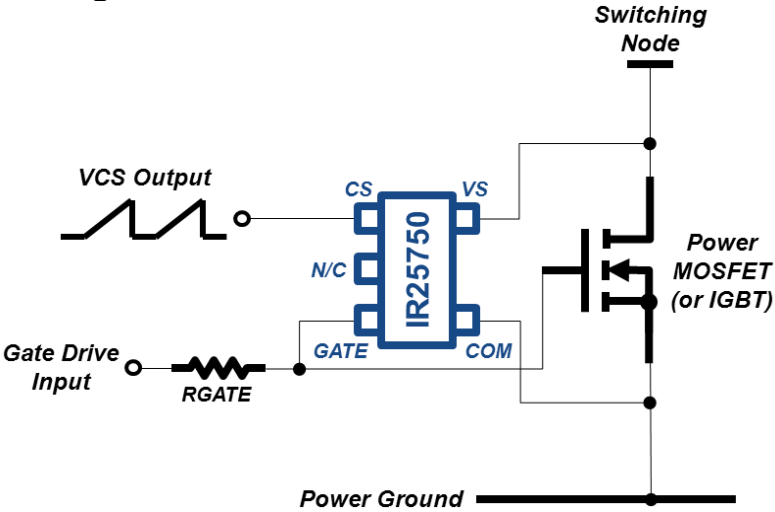 Switching
Node
VCS Output
CS
VS
IR25750
N/C
Power
MOSFET
(or IGBT)
GATE
COM
Gate Drive
Input
RGATE
Power Ground